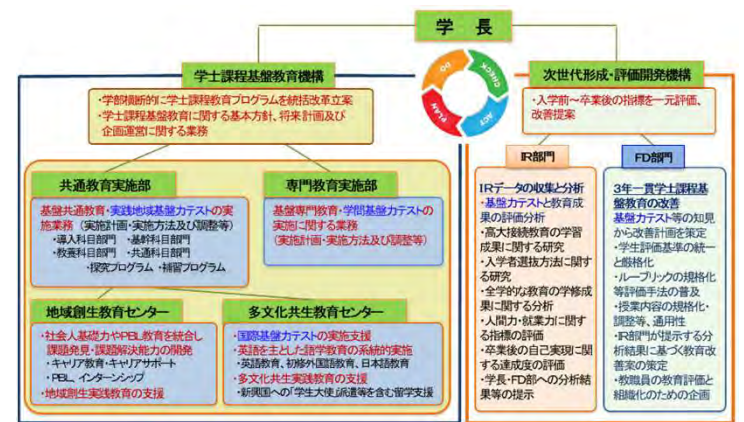 学 長
DO
CHECK
ACT
PLAN
学士課程基盤教育機構
・学部横断的に学士課程教育プログラムを統括改革立案
・学士課程基盤教育に関する基本方針、将来計画及び
企画運営に関する業務
共通教育実施部
基盤共通教育・実践地域基盤力テストの実
施業務（実施計画・実施方法及び調整等）
・導入科目部門　・基幹科目部門
・教養科目部門　・共通科目部門
・探究プログラム　・補習プログラム
専門教育実施部
基盤専門教育・学問基盤力テストの
実施に関する業務
（実施計画・実施方法及び調整等）
地域創生教育センター
・社会人基礎力やPBL教育を統合し
課題発見・課題解決能力の開発
・キャリア教育・キャリアサポート
・PBL、インターンシップ
・地域創生実践教育の支援
多文化共生教育センター
・国際基盤力テストの実施支援
・英語を主とした語学教育の系統的実施
・英語教育、初修外国語教育、日本語教育
・多文化共生実践教育の支援
・新興国への「学生大使」派遣等を含む留学支援
次世代形成・評価開発機構
・入学前～卒業後の指標を一元評価、
改善提案
IR部門
IRデータの収集と分析
・基盤力テストと教育成
果の評価分析
・高大接続教育の学習
成果に関する研究
・入学者選抜方法に関す
る研究
・全学的な教育の学修成
果に関する分析
・人間力・就業力に関す
る指標の評価
・卒業後の自己実現に関
する達成度の評価
・学長・FD部への分析結
果等の提示
FD部門
3年一貫学士課程基
盤教育の改善
基盤力テスト等の知見
から改善計画を策定
・学生評価基準の統一
と厳格化
・ルーブリックの規格化
等評価手法の普及
・授業内容の規格化・
調整等、通用性
・IR部門が提示する分
析結果に基づく教育改
善案の策定
・教職員の教育評価と
組織化のための企画